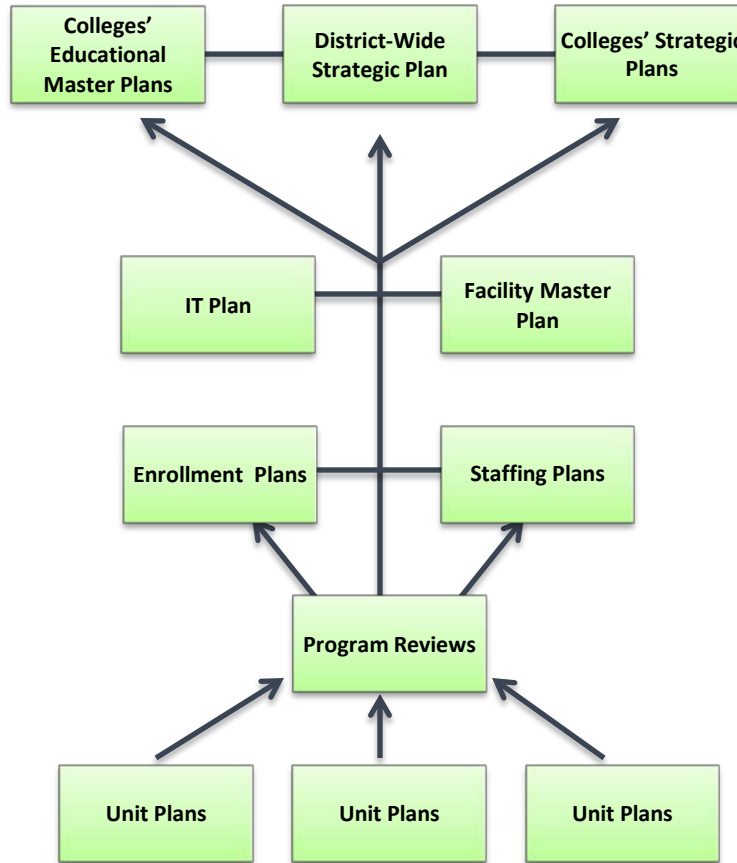 Colleges’
Educational
Master Plans
District-Wide
Strategic Plan
Colleges’ Strategic
Plans
IT Plan
Facility Master
Plan
Enrollment Plans
Staffing Plans
Program Reviews
Unit Plans
Unit Plans
Unit Plans